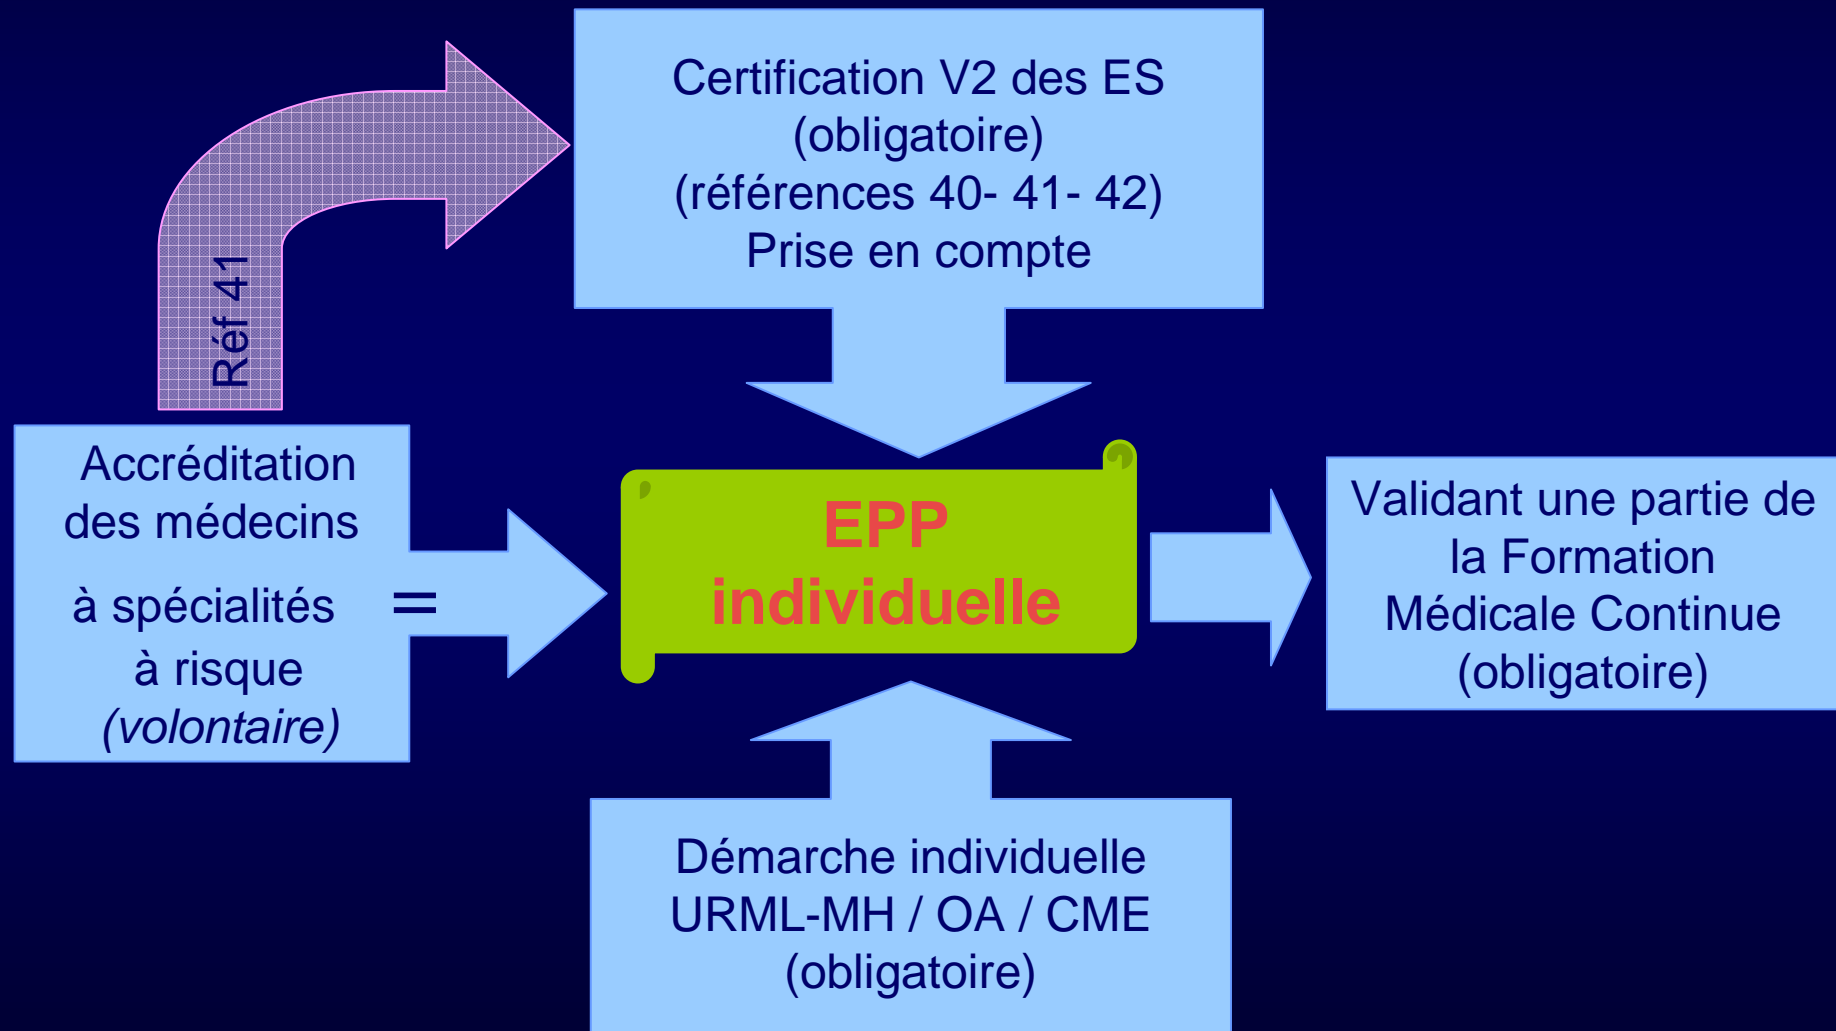 Certification V2 des ES
(obligatoire)
(références 40- 41- 42)
Prise en compte
Réf 41
Accréditation
des médecins
à spécialités =
à risque
(volontaire)
EPP
individuelle
Validant une partie de
la Formation
Médicale Continue
(obligatoire)
Démarche individuelle
URML-MH / OA / CME
(obligatoire)